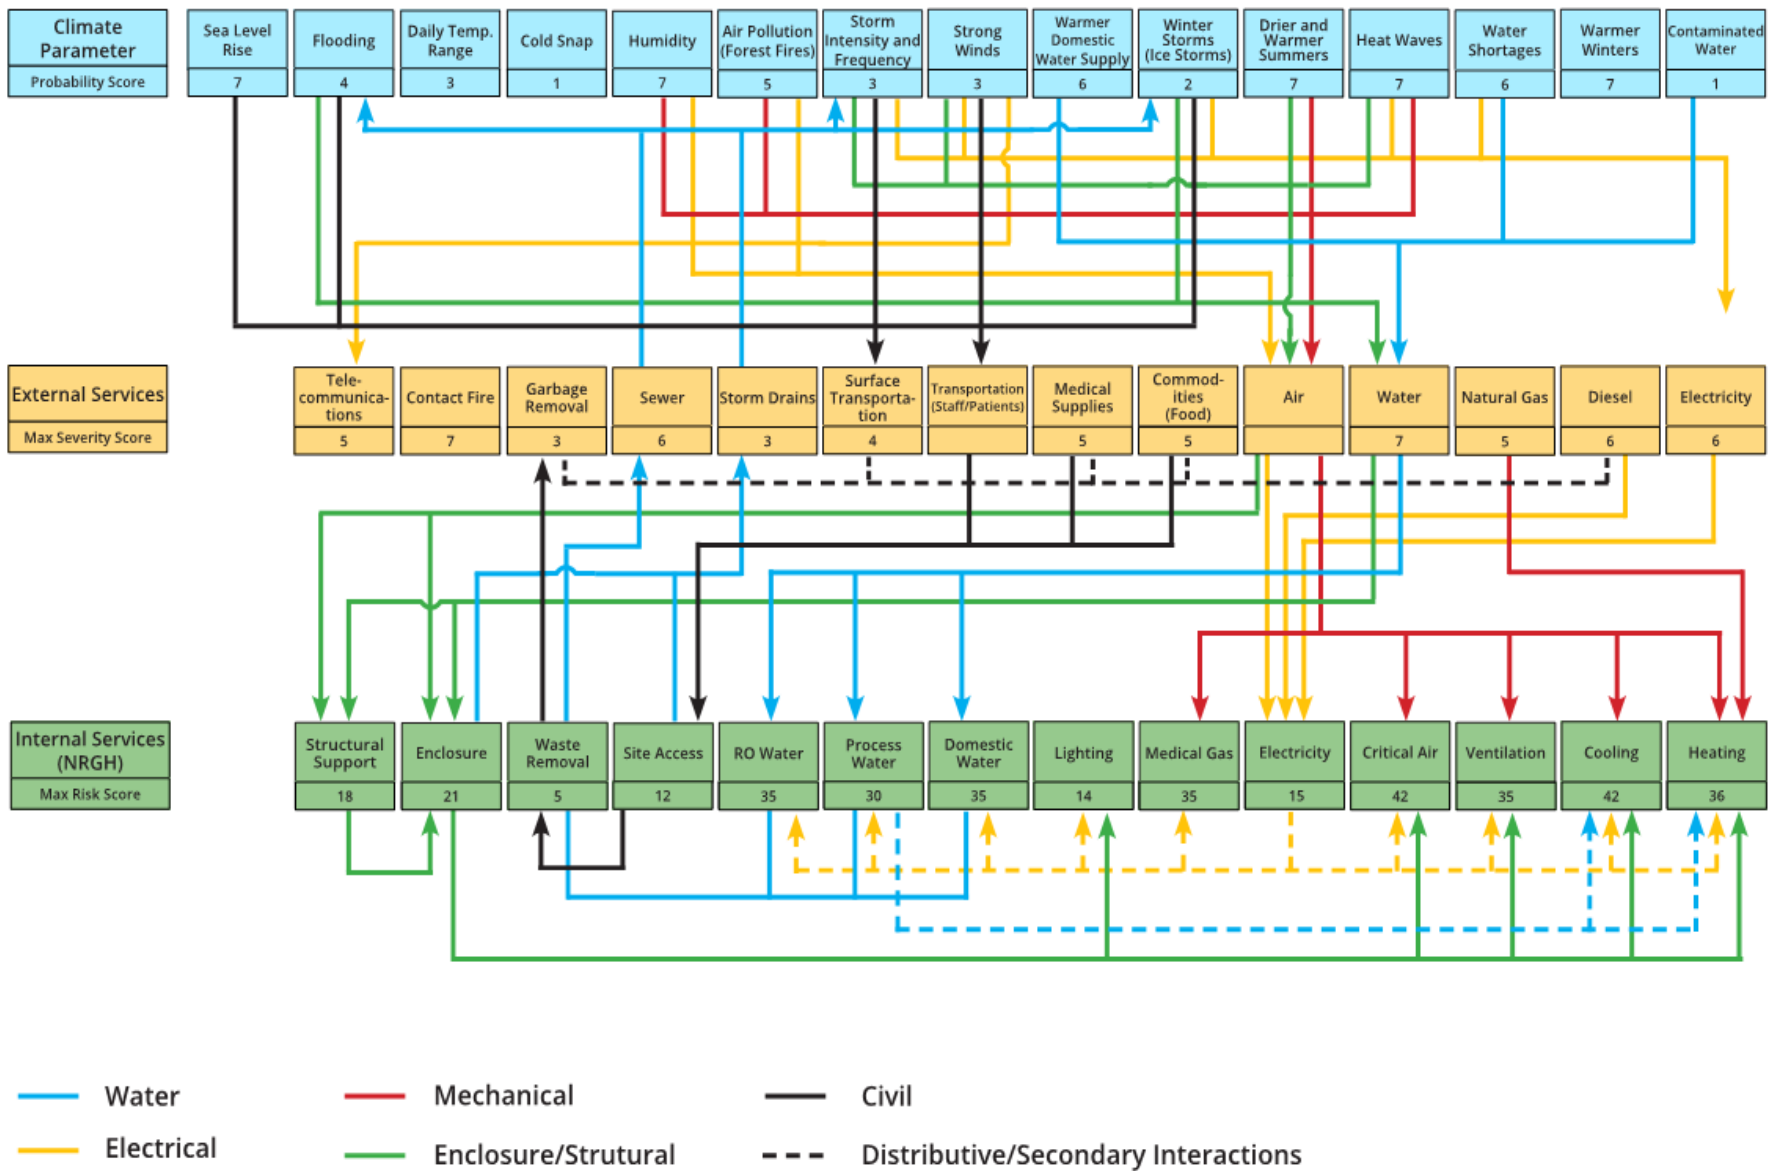 Climate
Parameter
Probability Score
Sea Level
Rise
7
Flooding
4
Daily Temp.
Range
3
Cold Snap
1
Humidity
7
Air Pollution
(Forest Fires)
5
Storm
Intensity and
Frequency
3
Strong
Winds
3
Warmer
Domestic
Water Supply
6
Winter
Storms
(Ice Storms)
2
Drier and
Warmer
Summers
7
Heat Waves
7
Water
Shortages
6
Warmer
Winters
7
Contaminated
Water
1
External Services
Max Severity Score
Tele-
communica-
tions
5
Contact Fire
7
Garbage
Removal
3
Sewer
6
Storm Drains
3
Surface
Transporta-
tion
4
Transportation
(Staff/Patients)
Medical
Supplies
5
Commod-
ities
(Food)
5
Air
Water
7
Natural Gas
5
Diesel
6
Electricity
6
Internal Services
(NRGH)
Max Risk Score
Structural
Support
18
Enclosure
21
Waste
Removal
5
Site Access
12
RO Water
35
Process
Water
30
Domestic
Water
35
Lighting
14
Medical Gas
35
Electricity
15
Critical Air
42
Ventilation
35
Cooling
42
Heating
36
Water
Mechanical
Civil
Electrical
Enclosure/Strutural
Distributive/Secondary Interactions